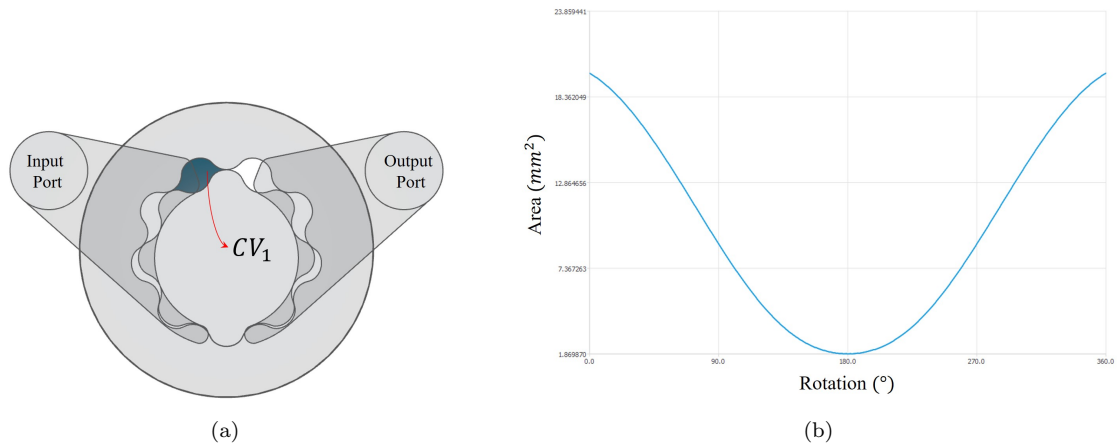 Input
Port
Output
Port
CV₁
(a)
23.859441
18.362049
12.864656
7.367263
1.869870
Area (mm²)
0.0
90.0
180.0
270.0
360.0
Rotation (°)
(b)